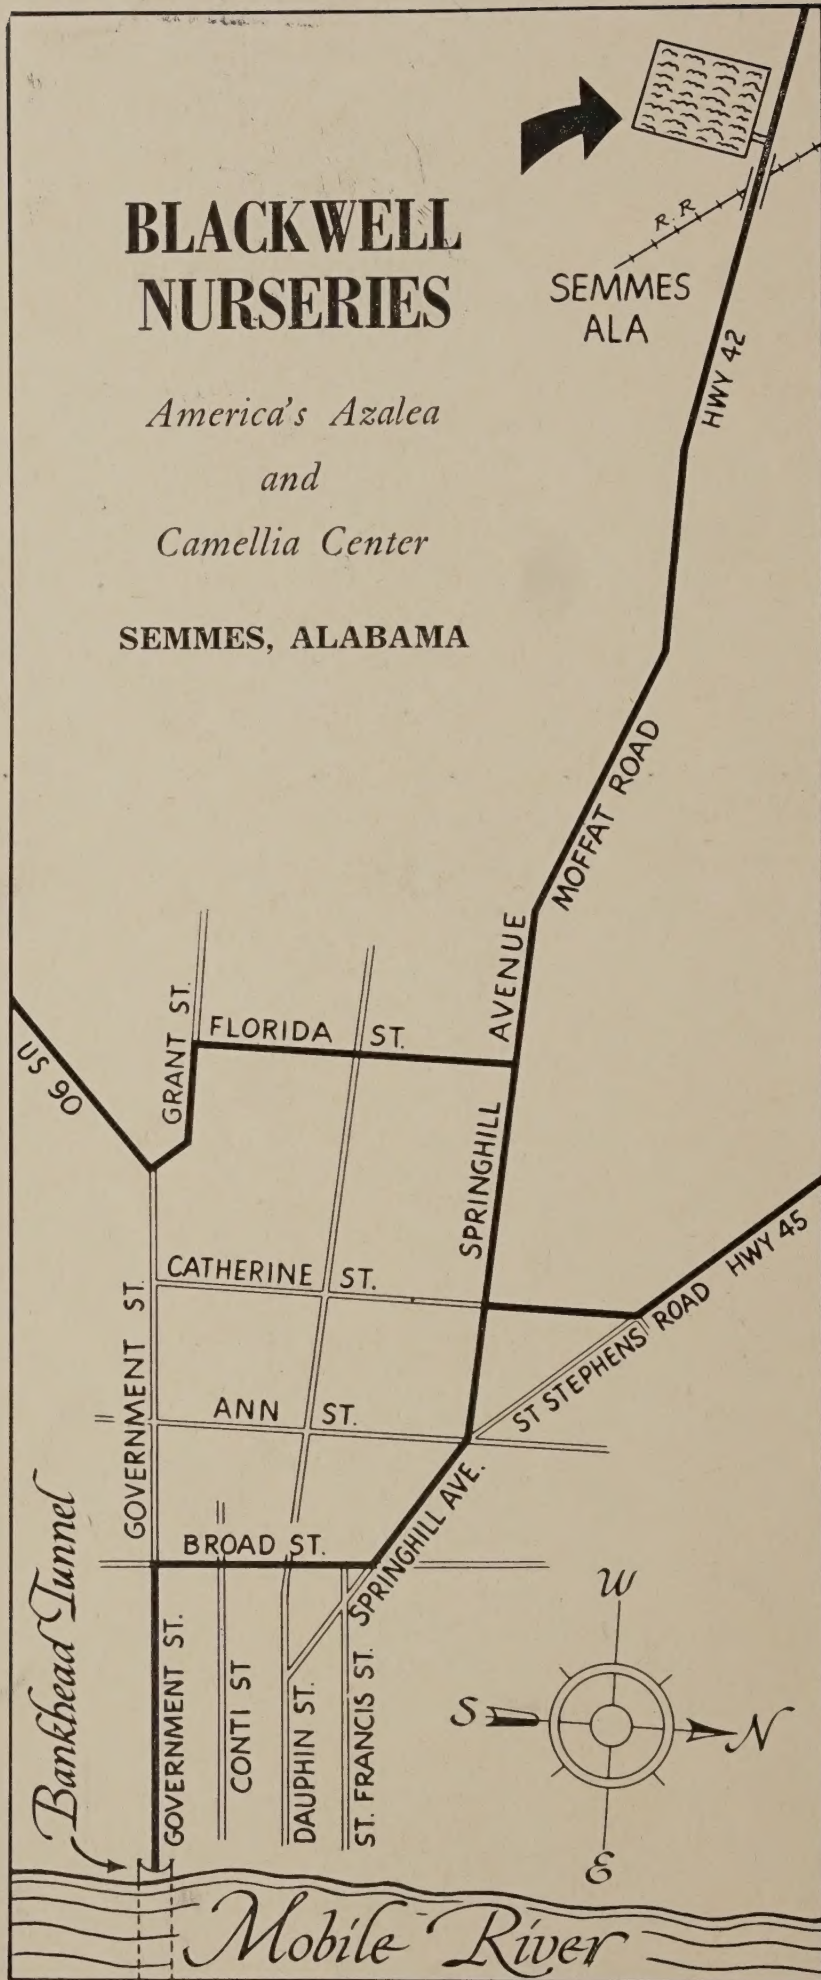 BLACKWELL
NURSERIES
America's Azalea
and
Camellia Center
SEMMES, ALABAMA
R. R
SEMMES
ALA
HWY 42
MOFFAT ROAD
AVENUE
SPRINGHILL
GRANT ST.
FLORIDA ST.
US 90
CATHERINE ST.
HWY 45
ST STEPHENS ROAD
GOVERNMENT ST.
ANN ST.
SPRINGHILL AVE.
BROAD ST.
Bankhead Tunnel
GOVERNMENT ST.
CONTI ST
DAUPHIN ST.
ST. FRANCIS ST.
W
S
N
E
Mobile River